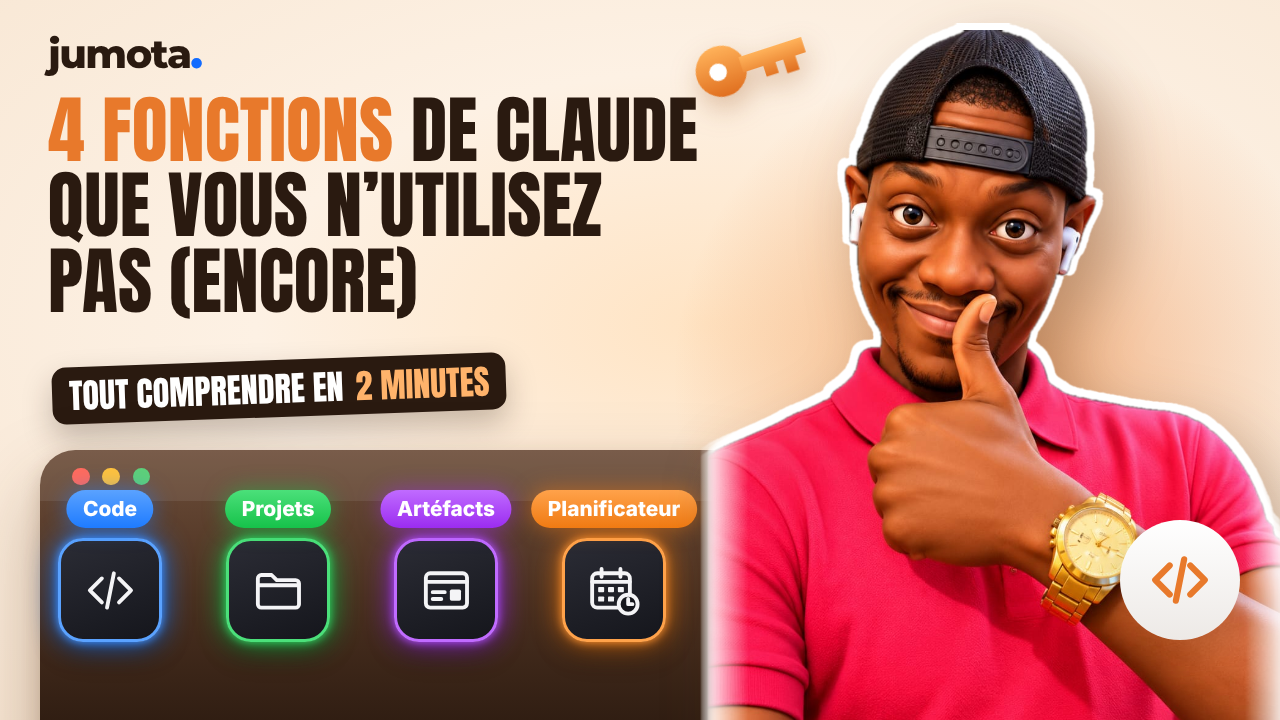 jumota.
4 FONCTIONS DE CLAUDE
QUE VOUS N’UTILISEZ
PAS (ENCORE)
TOUT COMPRENDRE EN 2 MINUTES
Code Projets Artéfacts Planificateur